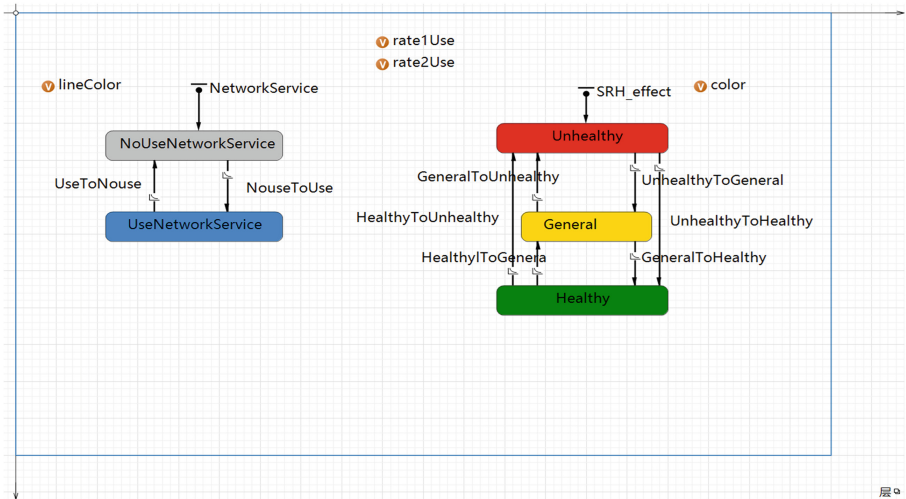 rate1Use
rate2Use
lineColor
NetworkService
SRH_effect
color
NoUseNetworkService
Unhealthy
UseToNouse
NouseToUse
GeneralToUnhealthy
UnhealthyToGeneral
HealthyToUnhealthy
UnhealthyToHealthy
UseNetworkService
General
HealthylToGenera
GeneralToHealthy
Healthy
层